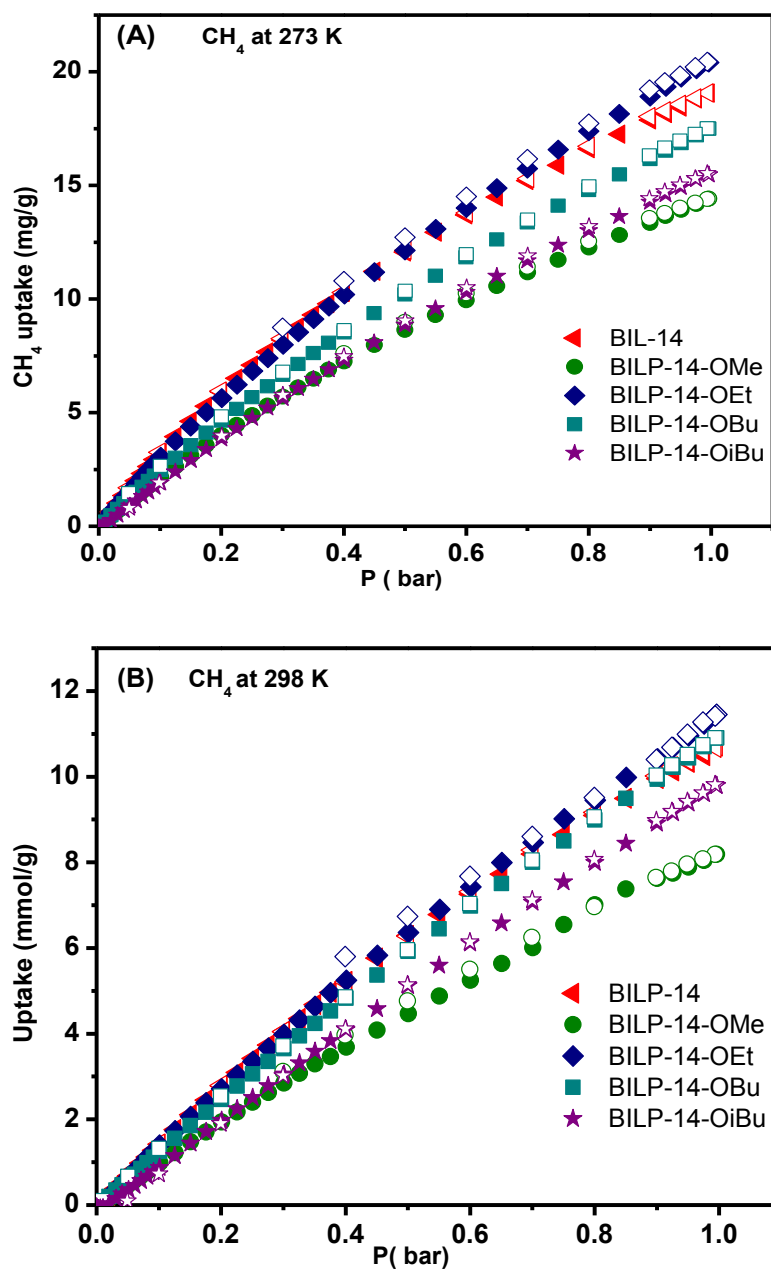 (A) CH4 at 273 K
CH4 uptake (mg/g)
20
15
10
5
0
BIL-14
BILP-14-OMe
BILP-14-OEt
BILP-14-OBu
BILP-14-OiBu
0.0 0.2 0.4 0.6 0.8 1.0
P ( bar)
(B) CH4 at 298 K
Uptake (mmol/g)
12
10
8
6
4
2
0
BILP-14
BILP-14-OMe
BILP-14-OEt
BILP-14-OBu
BILP-14-OiBu
0.0 0.2 0.4 0.6 0.8 1.0
P( bar)